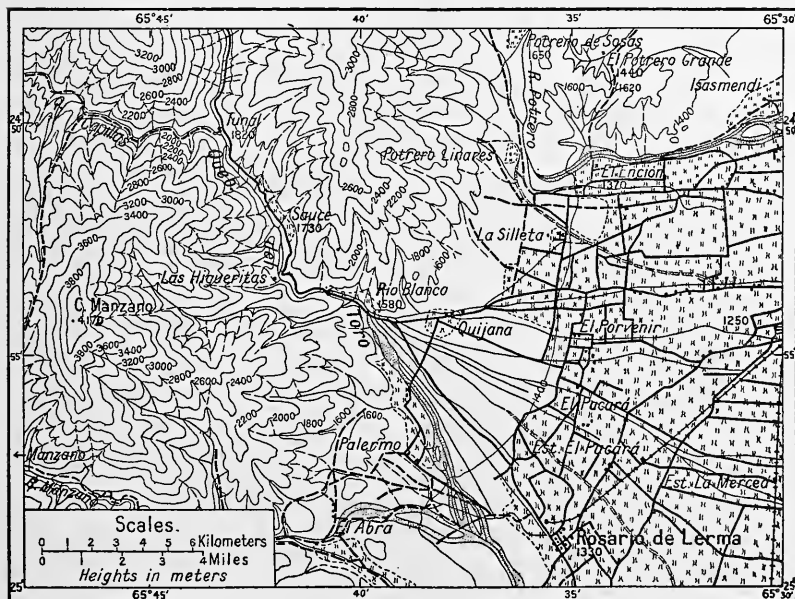 65°45' 40' 35' 65°30'
Potrero de Sosas
1650
El Potrero Grande
1440
1600
1620
Isasmendi
1400
3200
3000
2800
2600
2400
2200
3000
2800
24
50'
24
50'
Tunal
1820
R. Potrero
Potrero Linares
El Encion
1370
2600
2400
2200
2800
3000
3400
3200
3600
Sauce
1730
La Silleta
1800
1600
2000
3800
Las Higueritas
del
Toro
Rio Blanca
1580
C. Manzano
4170
Quijana
El Porvenir
1250
55'
55'
3800
3600
3400
3200
3000
2800
2600
2400
2200
2000
1800
1600
1600
1400
El Pucará
Palermo
Est. El Pucará
Manzano
R. Manzano
Est. La Merced
El Abra
Rosario de Lerma
1330
Scales.
0 1 2 3 4 5 6 Kilometers
0 1 2 3 4 Miles
Heights in meters
25°
25°
65°45' 40' 35' 65°30'